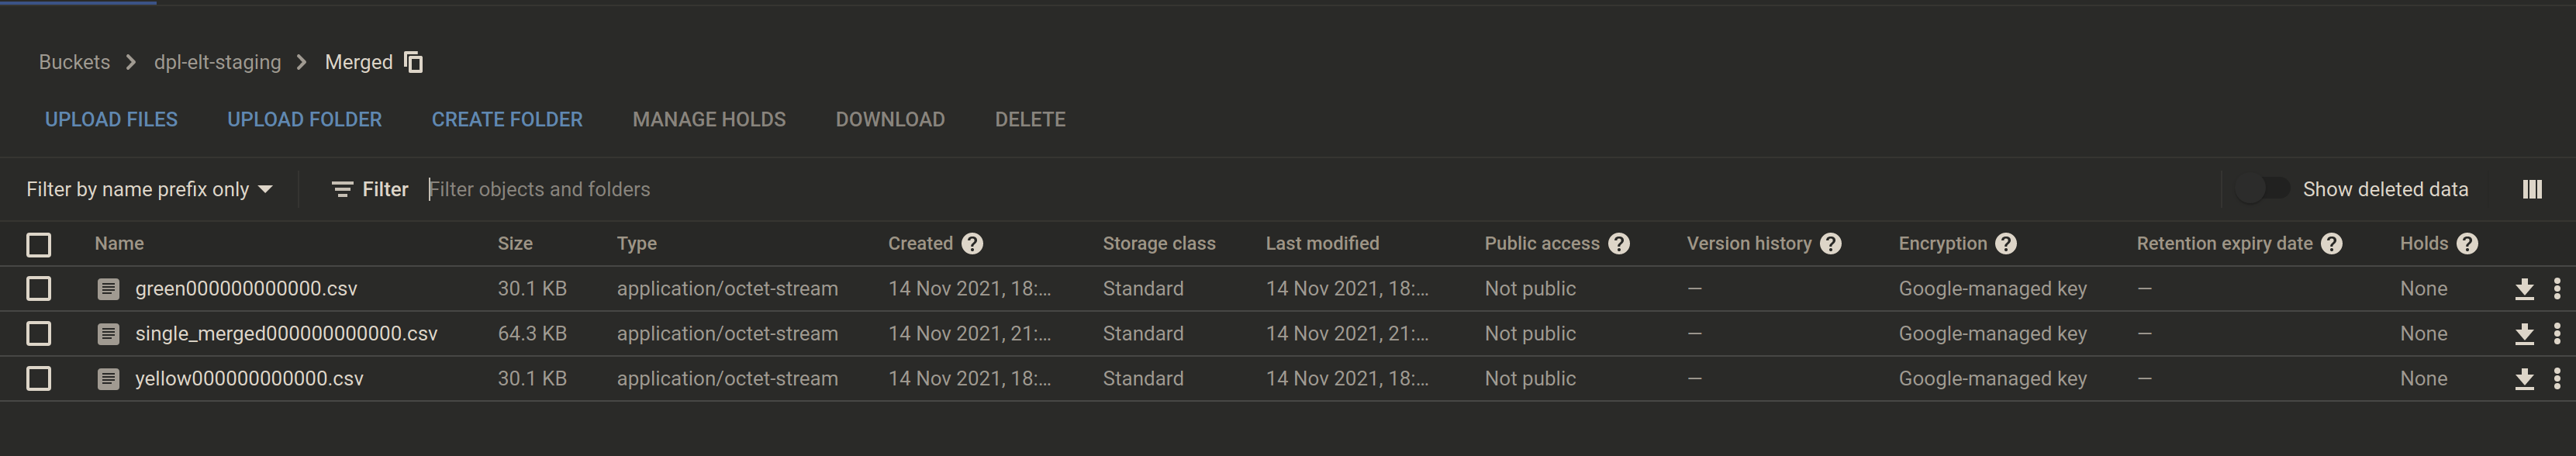 Buckets > dpl-elt-staging > Merged
UPLOAD FILES UPLOAD FOLDER CREATE FOLDER MANAGE HOLDS DOWNLOAD DELETE
Filter by name prefix only Filter Filter objects and folders Show deleted data
Name Size Type Created ? Storage class Last modified Public access ? Version history ? Encryption ? Retention expiry date ? Holds ?
green000000000000.csv 30.1 KB application/octet-stream 14 Nov 2021, 18:... Standard 14 Nov 2021, 18:... Not public — Google-managed key — None
single_merged000000000000.csv 64.3 KB application/octet-stream 14 Nov 2021, 21:... Standard 14 Nov 2021, 21:... Not public — Google-managed key — None
yellow000000000000.csv 30.1 KB application/octet-stream 14 Nov 2021, 18:... Standard 14 Nov 2021, 18:... Not public — Google-managed key — None